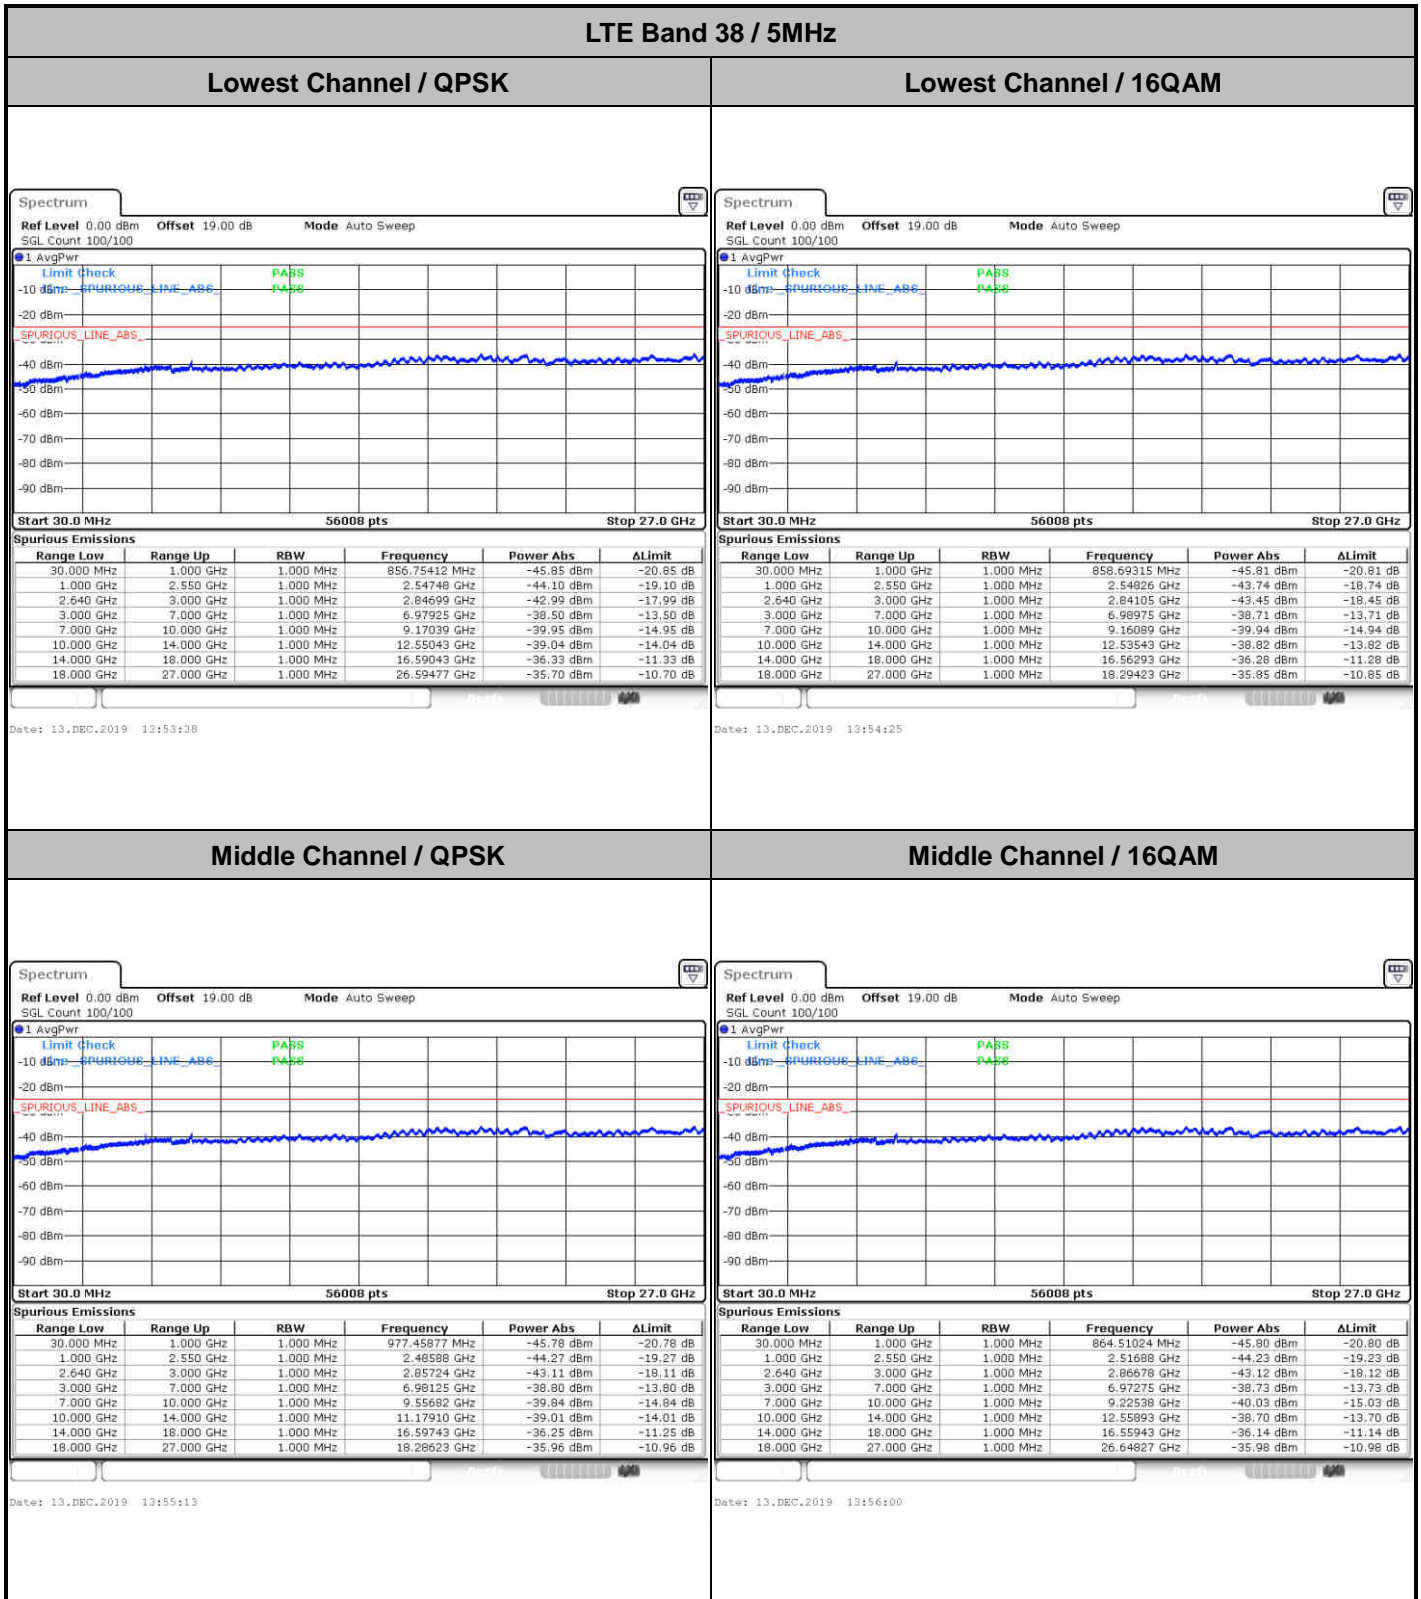 LTE Band 38 / 5MHz
Lowest Channel / QPSK
Lowest Channel / 16QAM
Spectrum
Ref Level 0.00 dBm Offset 19.00 dB Mode Auto Sweep
SGL Count 100/100
1 AvgPwr
Limit Check PASS
-10 dBm Line _SPURIOUS_LINE_ABS_ PASS
-20 dBm
_SPURIOUS_LINE_ABS_
-40 dBm
-50 dBm
-60 dBm
-70 dBm
-80 dBm
-90 dBm
Start 30.0 MHz 56008 pts Stop 27.0 GHz
Spurious Emissions
Range Low Range Up RBW Frequency Power Abs ΔLimit
30.000 MHz 1.000 GHz 1.000 MHz 856.75412 MHz -45.85 dBm -20.85 dB
1.000 GHz 2.550 GHz 1.000 MHz 2.54748 GHz -44.10 dBm -19.10 dB
2.640 GHz 3.000 GHz 1.000 MHz 2.84699 GHz -42.99 dBm -17.99 dB
3.000 GHz 7.000 GHz 1.000 MHz 6.97925 GHz -38.50 dBm -13.50 dB
7.000 GHz 10.000 GHz 1.000 MHz 9.17039 GHz -39.95 dBm -14.95 dB
10.000 GHz 14.000 GHz 1.000 MHz 12.55043 GHz -39.04 dBm -14.04 dB
14.000 GHz 18.000 GHz 1.000 MHz 16.59043 GHz -36.33 dBm -11.33 dB
18.000 GHz 27.000 GHz 1.000 MHz 26.59477 GHz -35.70 dBm -10.70 dB
Date: 13.DEC.2019 13:53:38
Spectrum
Ref Level 0.00 dBm Offset 19.00 dB Mode Auto Sweep
SGL Count 100/100
1 AvgPwr
Limit Check PASS
-10 dBm Line _SPURIOUS_LINE_ABS_ PASS
-20 dBm
_SPURIOUS_LINE_ABS_
-40 dBm
-50 dBm
-60 dBm
-70 dBm
-80 dBm
-90 dBm
Start 30.0 MHz 56008 pts Stop 27.0 GHz
Spurious Emissions
Range Low Range Up RBW Frequency Power Abs ΔLimit
30.000 MHz 1.000 GHz 1.000 MHz 858.69315 MHz -45.81 dBm -20.81 dB
1.000 GHz 2.550 GHz 1.000 MHz 2.54826 GHz -43.74 dBm -18.74 dB
2.640 GHz 3.000 GHz 1.000 MHz 2.84105 GHz -43.45 dBm -18.45 dB
3.000 GHz 7.000 GHz 1.000 MHz 6.98975 GHz -38.71 dBm -13.71 dB
7.000 GHz 10.000 GHz 1.000 MHz 9.16089 GHz -39.94 dBm -14.94 dB
10.000 GHz 14.000 GHz 1.000 MHz 12.53543 GHz -38.82 dBm -13.82 dB
14.000 GHz 18.000 GHz 1.000 MHz 16.56293 GHz -36.28 dBm -11.28 dB
18.000 GHz 27.000 GHz 1.000 MHz 18.29423 GHz -35.85 dBm -10.85 dB
Date: 13.DEC.2019 13:54:25
Middle Channel / QPSK
Middle Channel / 16QAM
Spectrum
Ref Level 0.00 dBm Offset 19.00 dB Mode Auto Sweep
SGL Count 100/100
1 AvgPwr
Limit Check PASS
-10 dBm Line _SPURIOUS_LINE_ABS_ PASS
-20 dBm
_SPURIOUS_LINE_ABS_
-40 dBm
-50 dBm
-60 dBm
-70 dBm
-80 dBm
-90 dBm
Start 30.0 MHz 56008 pts Stop 27.0 GHz
Spurious Emissions
Range Low Range Up RBW Frequency Power Abs ΔLimit
30.000 MHz 1.000 GHz 1.000 MHz 977.45877 MHz -45.78 dBm -20.78 dB
1.000 GHz 2.550 GHz 1.000 MHz 2.48588 GHz -44.27 dBm -19.27 dB
2.640 GHz 3.000 GHz 1.000 MHz 2.85724 GHz -43.11 dBm -18.11 dB
3.000 GHz 7.000 GHz 1.000 MHz 6.98125 GHz -38.80 dBm -13.80 dB
7.000 GHz 10.000 GHz 1.000 MHz 9.55682 GHz -39.84 dBm -14.84 dB
10.000 GHz 14.000 GHz 1.000 MHz 11.17910 GHz -39.01 dBm -14.01 dB
14.000 GHz 18.000 GHz 1.000 MHz 16.59743 GHz -36.25 dBm -11.25 dB
18.000 GHz 27.000 GHz 1.000 MHz 18.28623 GHz -35.96 dBm -10.96 dB
Date: 13.DEC.2019 13:55:13
Spectrum
Ref Level 0.00 dBm Offset 19.00 dB Mode Auto Sweep
SGL Count 100/100
1 AvgPwr
Limit Check PASS
-10 dBm Line _SPURIOUS_LINE_ABS_ PASS
-20 dBm
_SPURIOUS_LINE_ABS_
-40 dBm
-50 dBm
-60 dBm
-70 dBm
-80 dBm
-90 dBm
Start 30.0 MHz 56008 pts Stop 27.0 GHz
Spurious Emissions
Range Low Range Up RBW Frequency Power Abs ΔLimit
30.000 MHz 1.000 GHz 1.000 MHz 864.51024 MHz -45.80 dBm -20.80 dB
1.000 GHz 2.550 GHz 1.000 MHz 2.51688 GHz -44.23 dBm -19.23 dB
2.640 GHz 3.000 GHz 1.000 MHz 2.86678 GHz -43.12 dBm -18.12 dB
3.000 GHz 7.000 GHz 1.000 MHz 6.97275 GHz -38.73 dBm -13.73 dB
7.000 GHz 10.000 GHz 1.000 MHz 9.22538 GHz -40.03 dBm -15.03 dB
10.000 GHz 14.000 GHz 1.000 MHz 12.55893 GHz -38.70 dBm -13.70 dB
14.000 GHz 18.000 GHz 1.000 MHz 16.55943 GHz -36.14 dBm -11.14 dB
18.000 GHz 27.000 GHz 1.000 MHz 26.64827 GHz -35.98 dBm -10.98 dB
Date: 13.DEC.2019 13:56:00